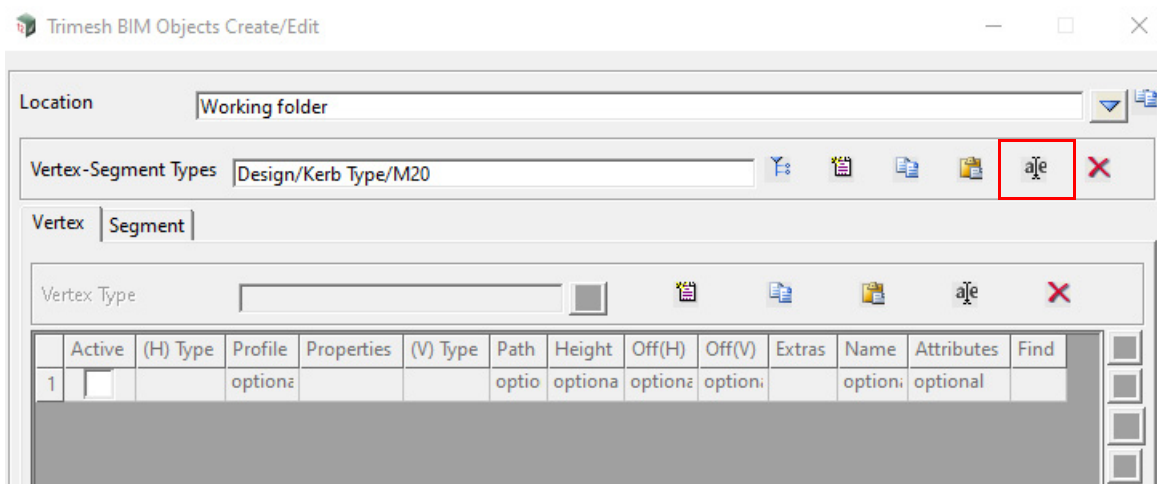 Trimesh BIM Objects Create/Edit
Location Working folder
Vertex-Segment Types Design/Kerb Type/M20 a e
Vertex Segment
Vertex Type a e
Active (H) Type Profile Properties (V) Type Path Height Off(H) Off(V) Extras Name Attributes Find
1 optiona optio optiona optiona option option optional